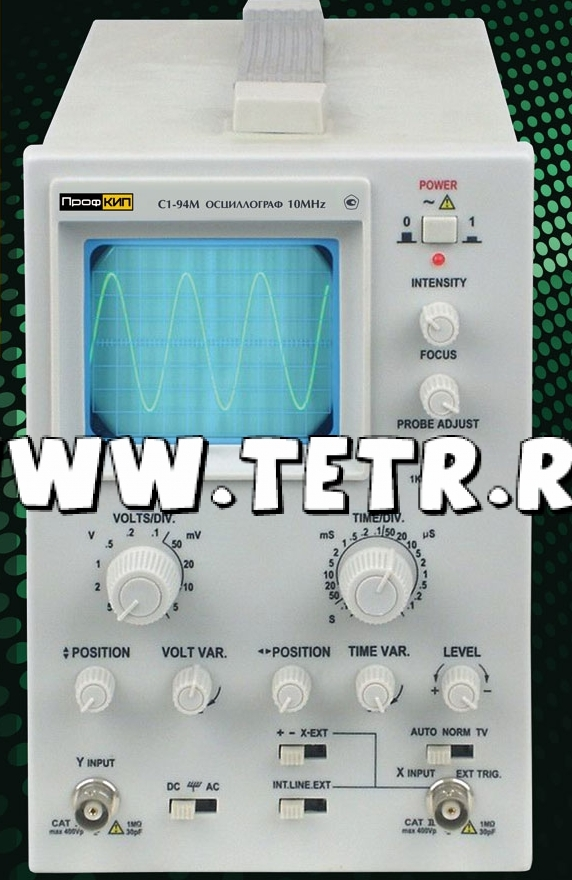 ПрофКИП С1-94М ОСЦИЛЛОГРАФ 10MHz
POWER
0 1
INTENSITY
FOCUS
PROBE ADJUST
WW.TETR.R
VOLTS/DIV.
TIME/DIV.
V .5 .2 .1 50 mV
1 20
2 10
5 5
mS .5 .2 .1 50 20 10 µS
1 5
2 2
5 1
10 .5
20 .2
50 .1
.1
S
POSITION VOLT VAR. POSITION TIME VAR. LEVEL
+ −
+ − X-EXT
AUTO NORM TV
Y INPUT
DC AC
INT.LINE.EXT
X INPUT EXT TRIG.
CAT 1MΩ
max 400Vp 30pF
CAT II 1MΩ
max 400Vp 30pF